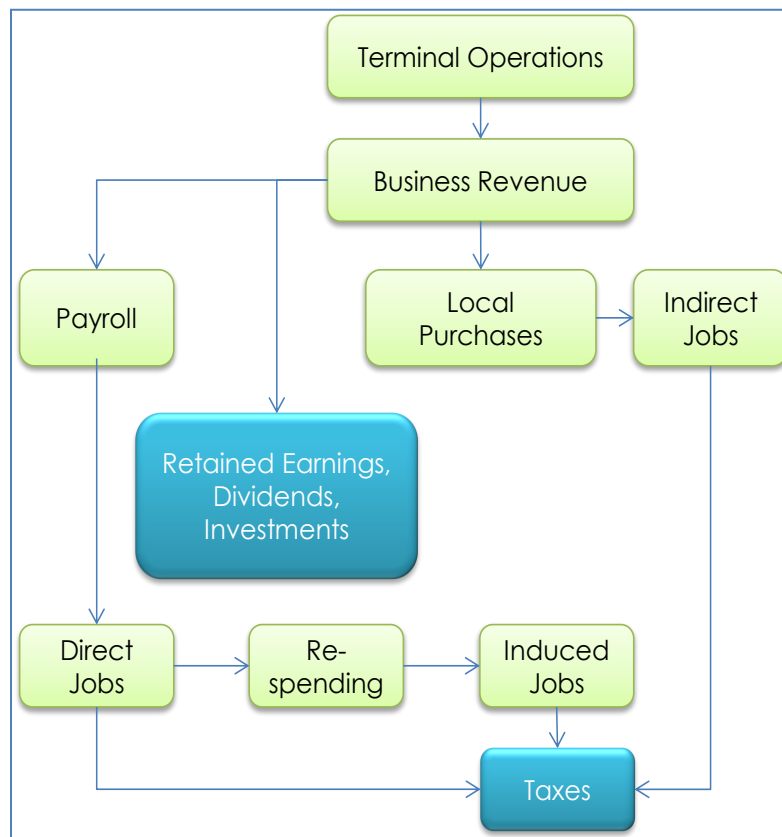 Terminal Operations
Business Revenue
Payroll
Local
Purchases
Indirect
Jobs
Retained Earnings,
Dividends,
Investments
Direct
Jobs
Re-
spending
Induced
Jobs
Taxes